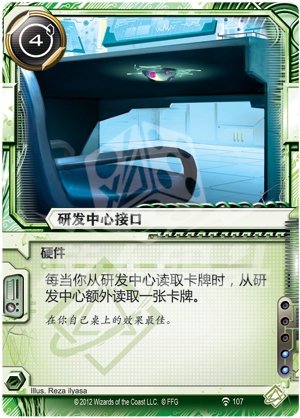 4
研发中心接口
硬件
每当你从研发中心读取卡牌时，从研
发中心额外读取一张卡牌。
在你自己桌上的效果最佳。
Illus. Reza Ilyasa
© 2012 Wizards of the Coast LLC. © FFG
107